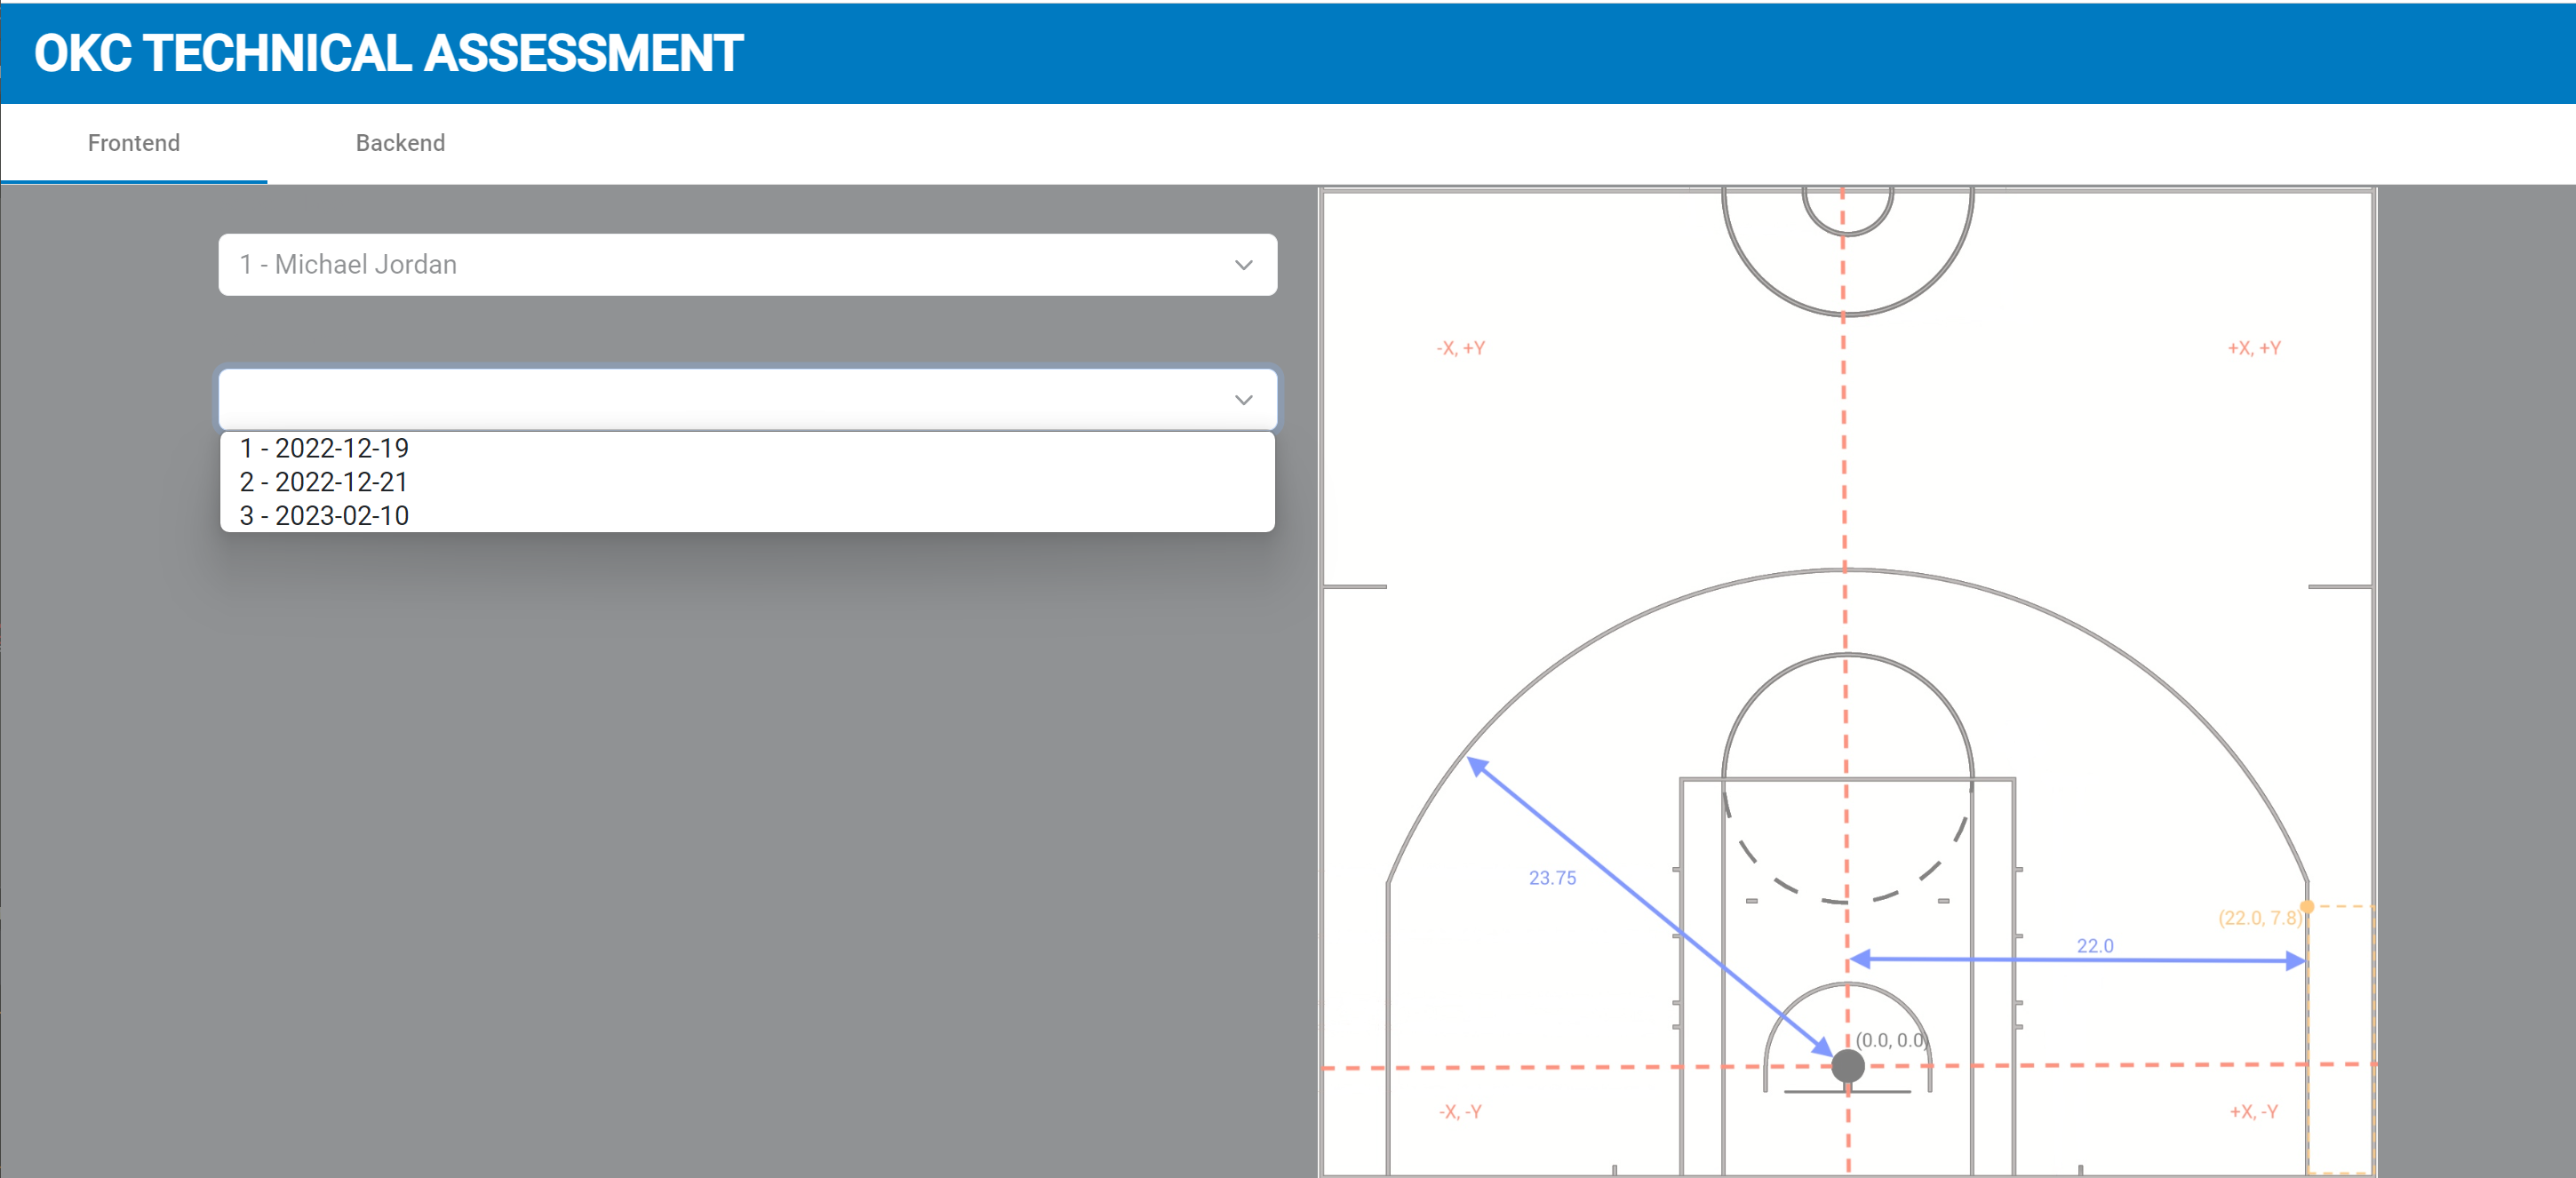 OKC TECHNICAL ASSESSMENT
Frontend Backend
1 - Michael Jordan
1 - 2022-12-19
2 - 2022-12-21
3 - 2023-02-10
-X, +Y +X, +Y
23.75
(22.0, 7.8)
22.0
(0.0, 0.0)
-X, -Y +X, -Y